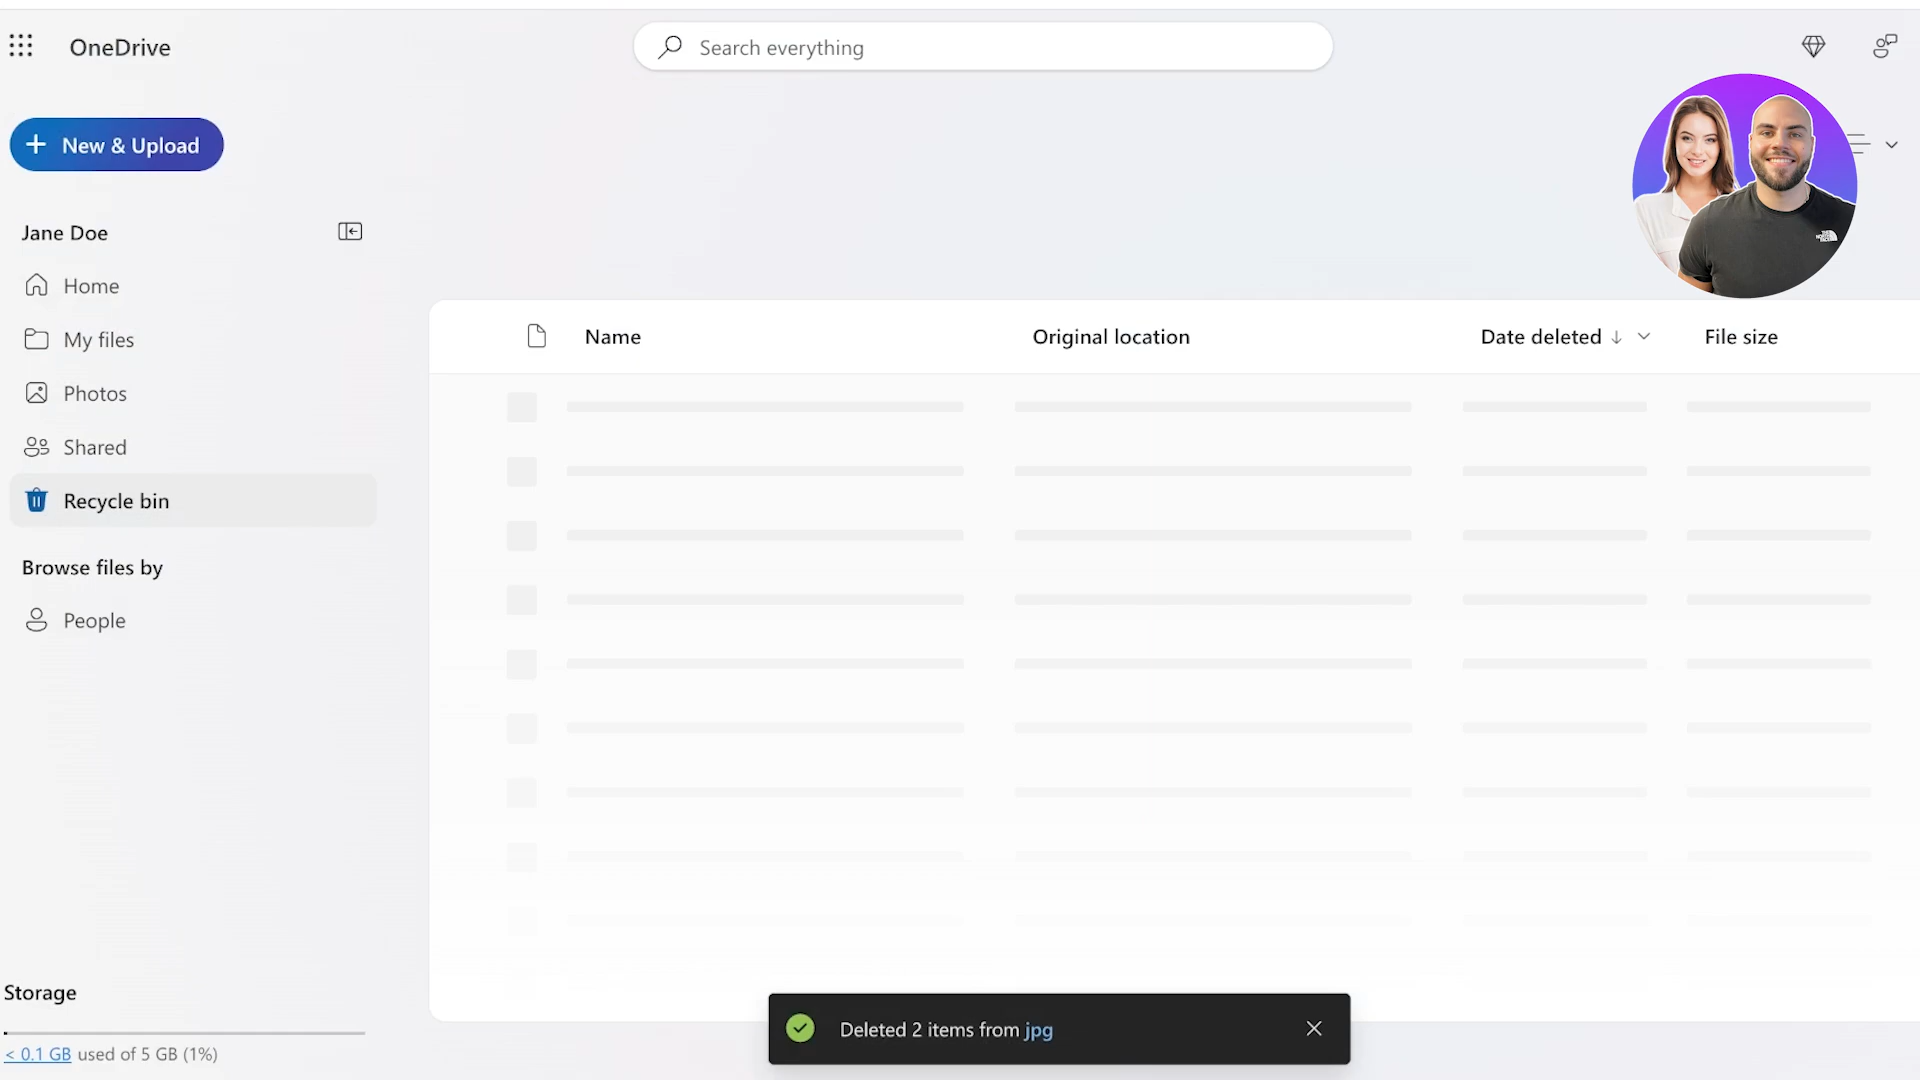 OneDrive
Search everything
New & Upload
Jane Doe
Home
My files
Photos
Shared
Recycle bin
Browse files by
People
Name
Original location
Date deleted
File size
Storage
< 0.1 GB used of 5 GB (1%)
Deleted 2 items from jpg